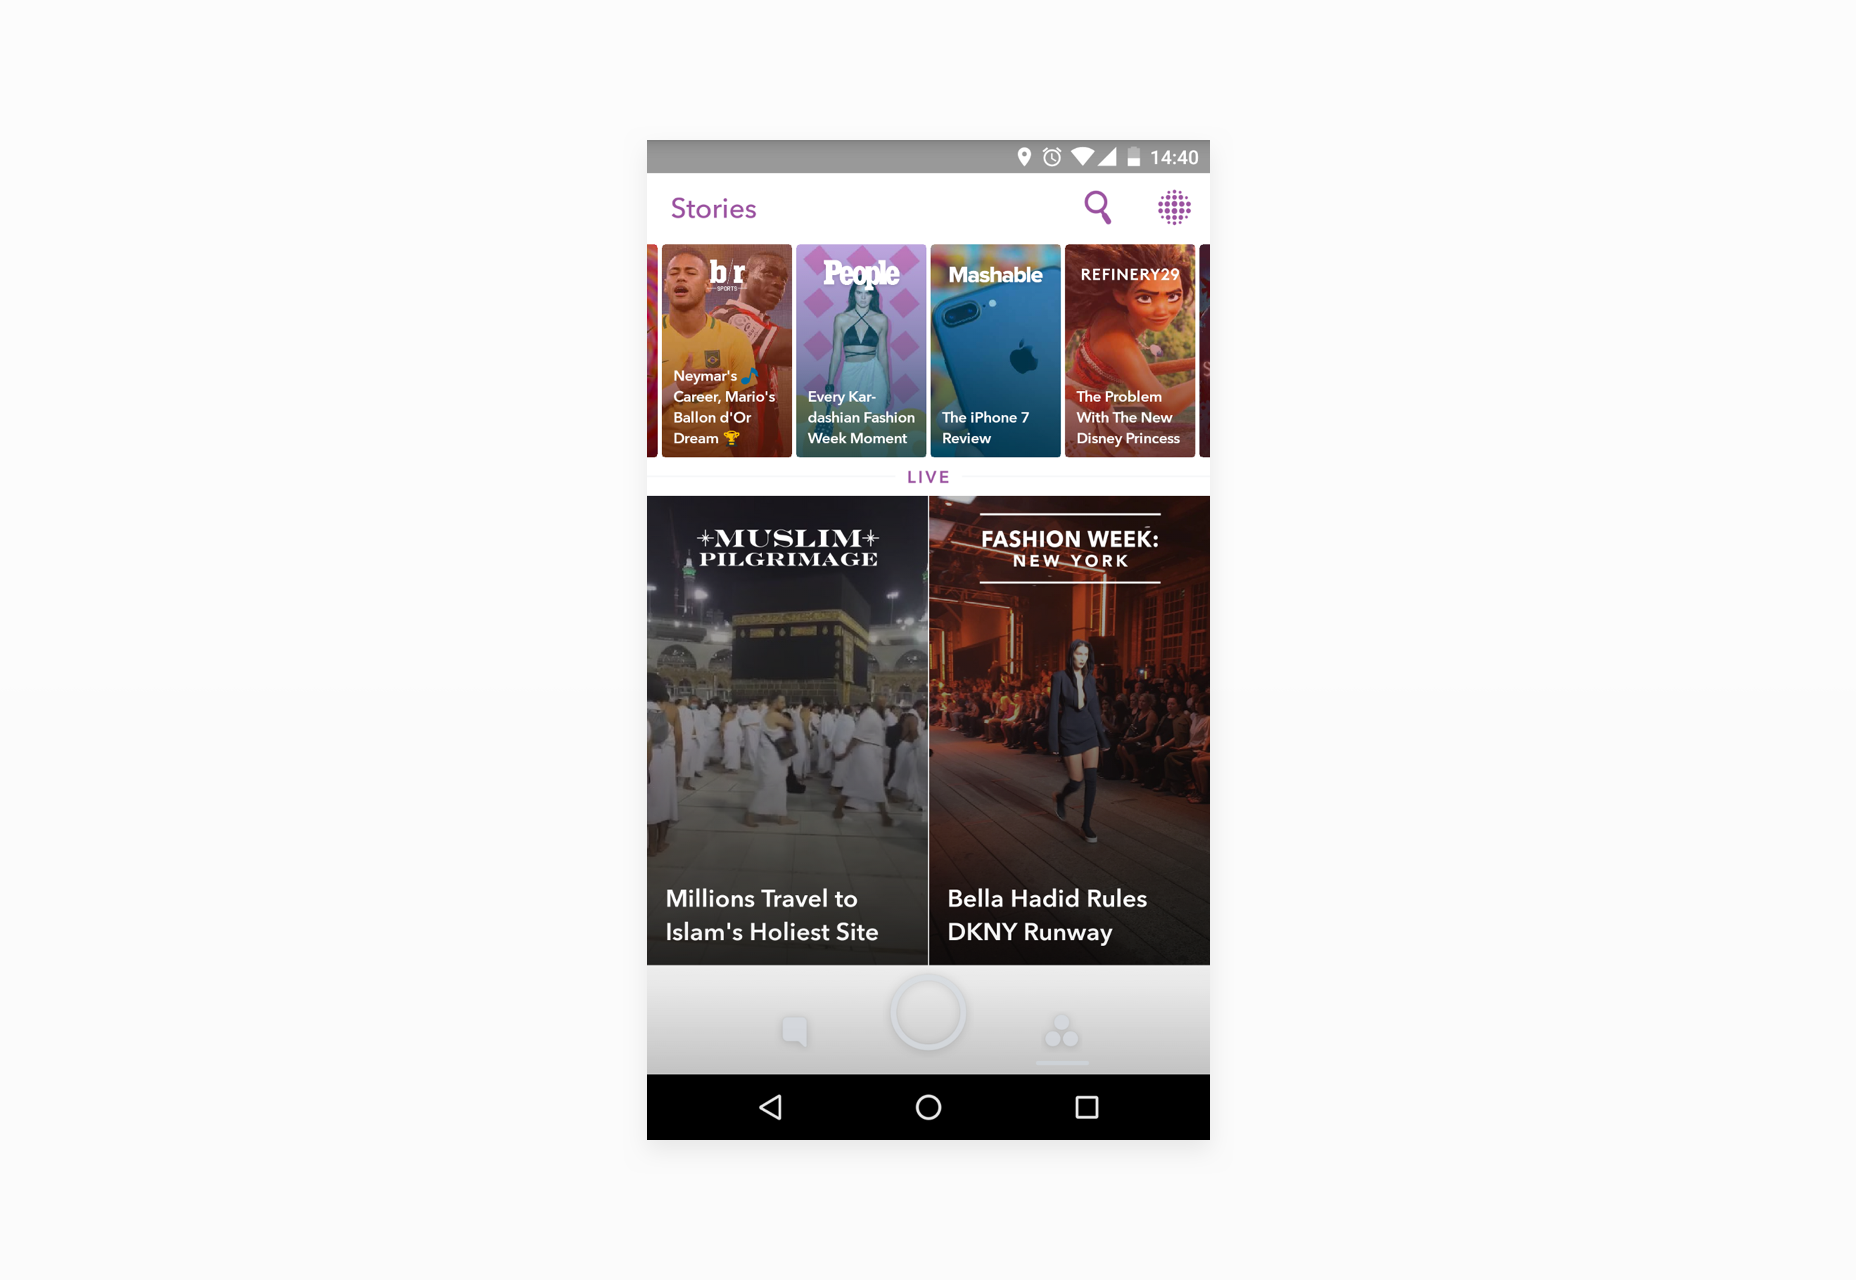 14:40
Stories
b/r
SPORTS
Neymar's 🎵
Career, Mario's
Ballon d'Or
Dream 🏆
People
Every Kar-
dashian Fashion
Week Moment
Mashable
The iPhone 7
Review
REFINERY29
The Problem
With The New
Disney Princess
LIVE
MUSLIM
PILGRIMAGE
Millions Travel to
Islam's Holiest Site
FASHION WEEK:
NEW YORK
Bella Hadid Rules
DKNY Runway